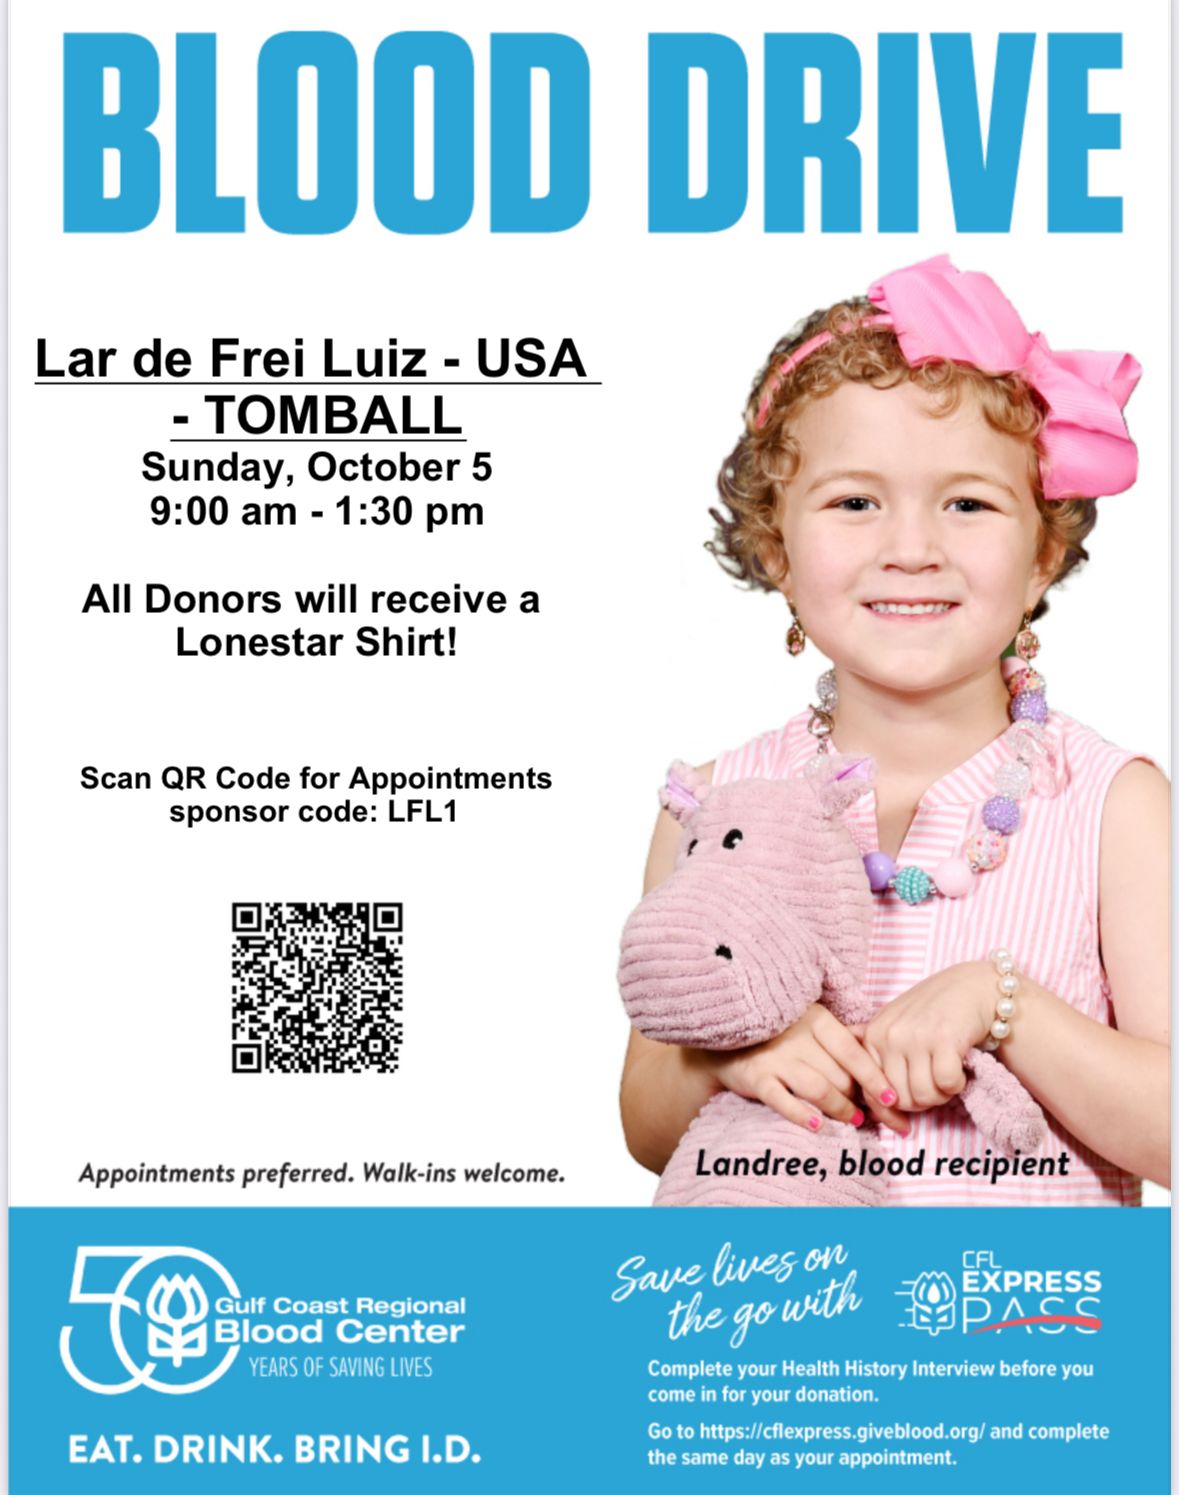 BLOOD DRIVE
Lar de Frei Luiz - USA
- TOMBALL
Sunday, October 5
9:00 am - 1:30 pm
All Donors will receive a
Lonestar Shirt!
Scan QR Code for Appointments
sponsor code: LFL1
Appointments preferred. Walk-ins welcome.
Landree, blood recipient
50
Gulf Coast Regional
Blood Center
YEARS OF SAVING LIVES
EAT. DRINK. BRING I.D.
Save lives on
the go with
CFL
EXPRESS
PASS
Complete your Health History Interview before you
come in for your donation.
Go to https://cflexpress.giveblood.org/ and complete
the same day as your appointment.